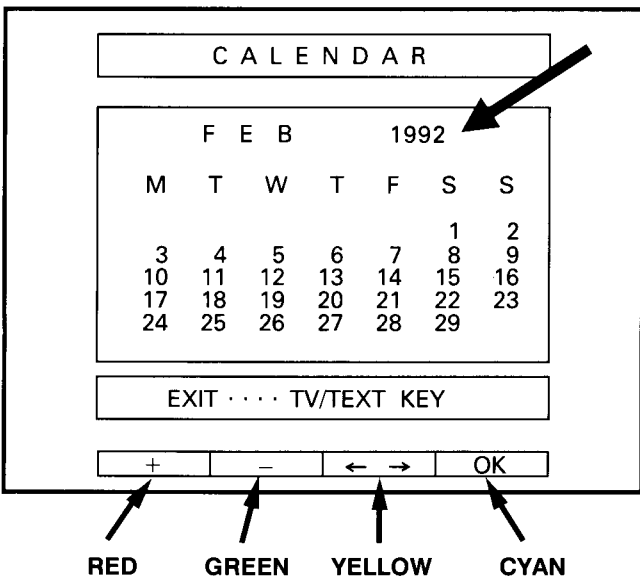 C A L E N D A R
F E B 1992
M T W T F S S
1 2
3 4 5 6 7 8 9
10 11 12 13 14 15 16
17 18 19 20 21 22 23
24 25 26 27 28 29
EXIT ···· TV/TEXT KEY
+ − ← → OK
RED GREEN YELLOW CYAN